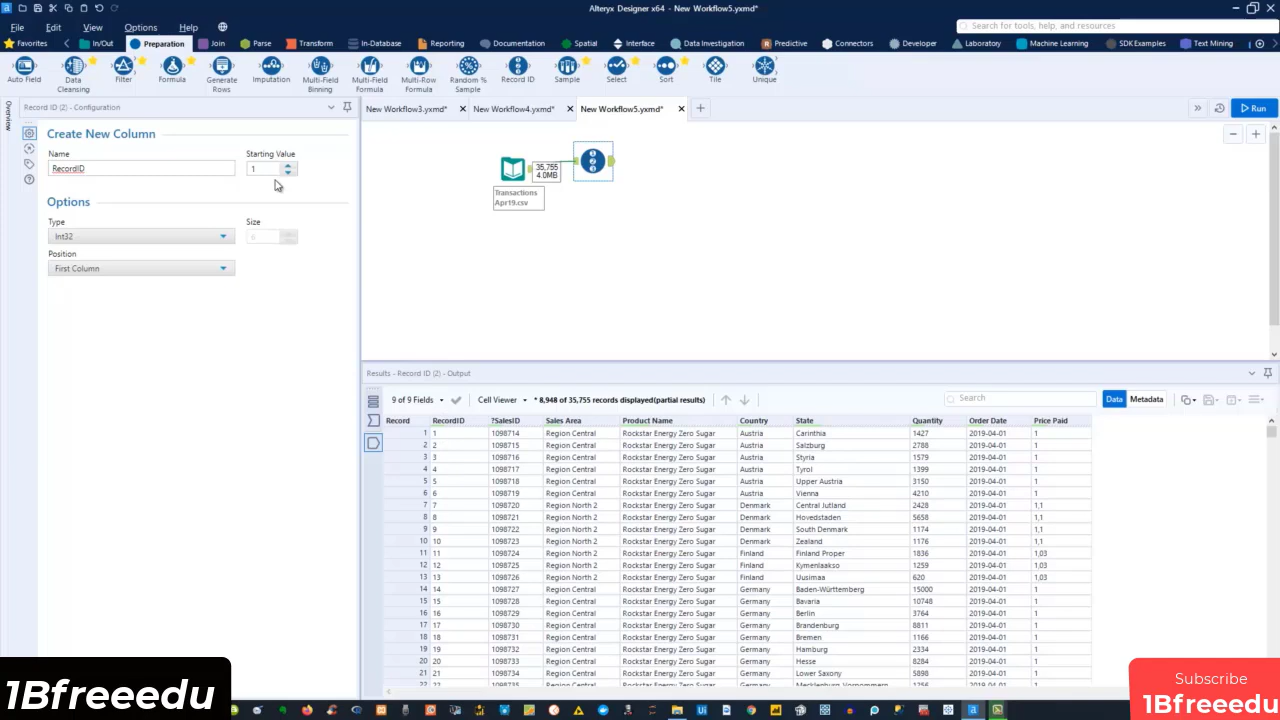 Alteryx Designer x64 - New Workflow5.yxmd*
File Edit View Options Help
Search for tools, help, and resources
Favorites In/Out Preparation Join Parse Transform In-Database Reporting Documentation Spatial Interface Data Investigation Predictive Connectors Developer Laboratory Machine Learning SDK Examples Text Mining
Auto Field Data Cleansing Filter Formula Generate Rows Imputation Multi-Field Binning Multi-Field Formula Multi-Row Formula Random % Sample Record ID Sample Select Sort Tile Unique
Overview
Record ID (2) - Configuration
New Workflow3.yxmd* New Workflow4.yxmd* New Workflow5.yxmd*
Run
Create New Column
Name Starting Value
RecordID 1
Options
Type Size
Int32 6
Position
First Column
35,755
4.0MB
Transactions
Apr19.csv
Results - Record ID (2) - Output
9 of 9 Fields Cell Viewer * 8,948 of 35,755 records displayed(partial results) Search Data Metadata
Record RecordID ?SalesID Sales Area Product Name Country State Quantity Order Date Price Paid
1 1 1098714 Region Central Rockstar Energy Zero Sugar Austria Carinthia 1427 2019-04-01 1
2 2 1098715 Region Central Rockstar Energy Zero Sugar Austria Salzburg 2788 2019-04-01 1
3 3 1098716 Region Central Rockstar Energy Zero Sugar Austria Styria 1579 2019-04-01 1
4 4 1098717 Region Central Rockstar Energy Zero Sugar Austria Tyrol 1399 2019-04-01 1
5 5 1098718 Region Central Rockstar Energy Zero Sugar Austria Upper Austria 3150 2019-04-01 1
6 6 1098719 Region Central Rockstar Energy Zero Sugar Austria Vienna 4210 2019-04-01 1
7 7 1098720 Region North 2 Rockstar Energy Zero Sugar Denmark Central Jutland 2428 2019-04-01 1,1
8 8 1098721 Region North 2 Rockstar Energy Zero Sugar Denmark Hovedstaden 5658 2019-04-01 1,1
9 9 1098722 Region North 2 Rockstar Energy Zero Sugar Denmark South Denmark 1174 2019-04-01 1,1
10 10 1098723 Region North 2 Rockstar Energy Zero Sugar Denmark Zealand 1176 2019-04-01 1,1
11 11 1098724 Region North 2 Rockstar Energy Zero Sugar Finland Finland Proper 1836 2019-04-01 1,03
12 12 1098725 Region North 2 Rockstar Energy Zero Sugar Finland Kymenlaakso 1259 2019-04-01 1,03
13 13 1098726 Region North 2 Rockstar Energy Zero Sugar Finland Uusimaa 620 2019-04-01 1,03
14 14 1098727 Region Central Rockstar Energy Zero Sugar Germany Baden-Württemberg 15000 2019-04-01 1
15 15 1098728 Region Central Rockstar Energy Zero Sugar Germany Bavaria 10748 2019-04-01 1
16 16 1098729 Region Central Rockstar Energy Zero Sugar Germany Berlin 3764 2019-04-01 1
17 17 1098730 Region Central Rockstar Energy Zero Sugar Germany Brandenburg 8811 2019-04-01 1
18 18 1098731 Region Central Rockstar Energy Zero Sugar Germany Bremen 1166 2019-04-01 1
19 19 1098732 Region Central Rockstar Energy Zero Sugar Germany Hamburg 2334 2019-04-01 1
20 20 1098733 Region Central Rockstar Energy Zero Sugar Germany Hesse 8284 2019-04-01 1
21 21 1098734 Region Central Rockstar Energy Zero Sugar Germany Lower Saxony 5898 2019-04-01 1
22 22 1098735 Region Central Rockstar Energy Zero Sugar Germany Mecklenburg-Vorpommern 1256 2019-04-01 1
1Bfreeedu
Subscribe
1Bfreeedu